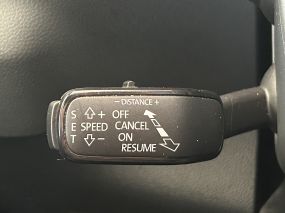 - DISTANCE +
S ⇧ + OFF
E SPEED CANCEL
T ⇩ - ON
RESUME